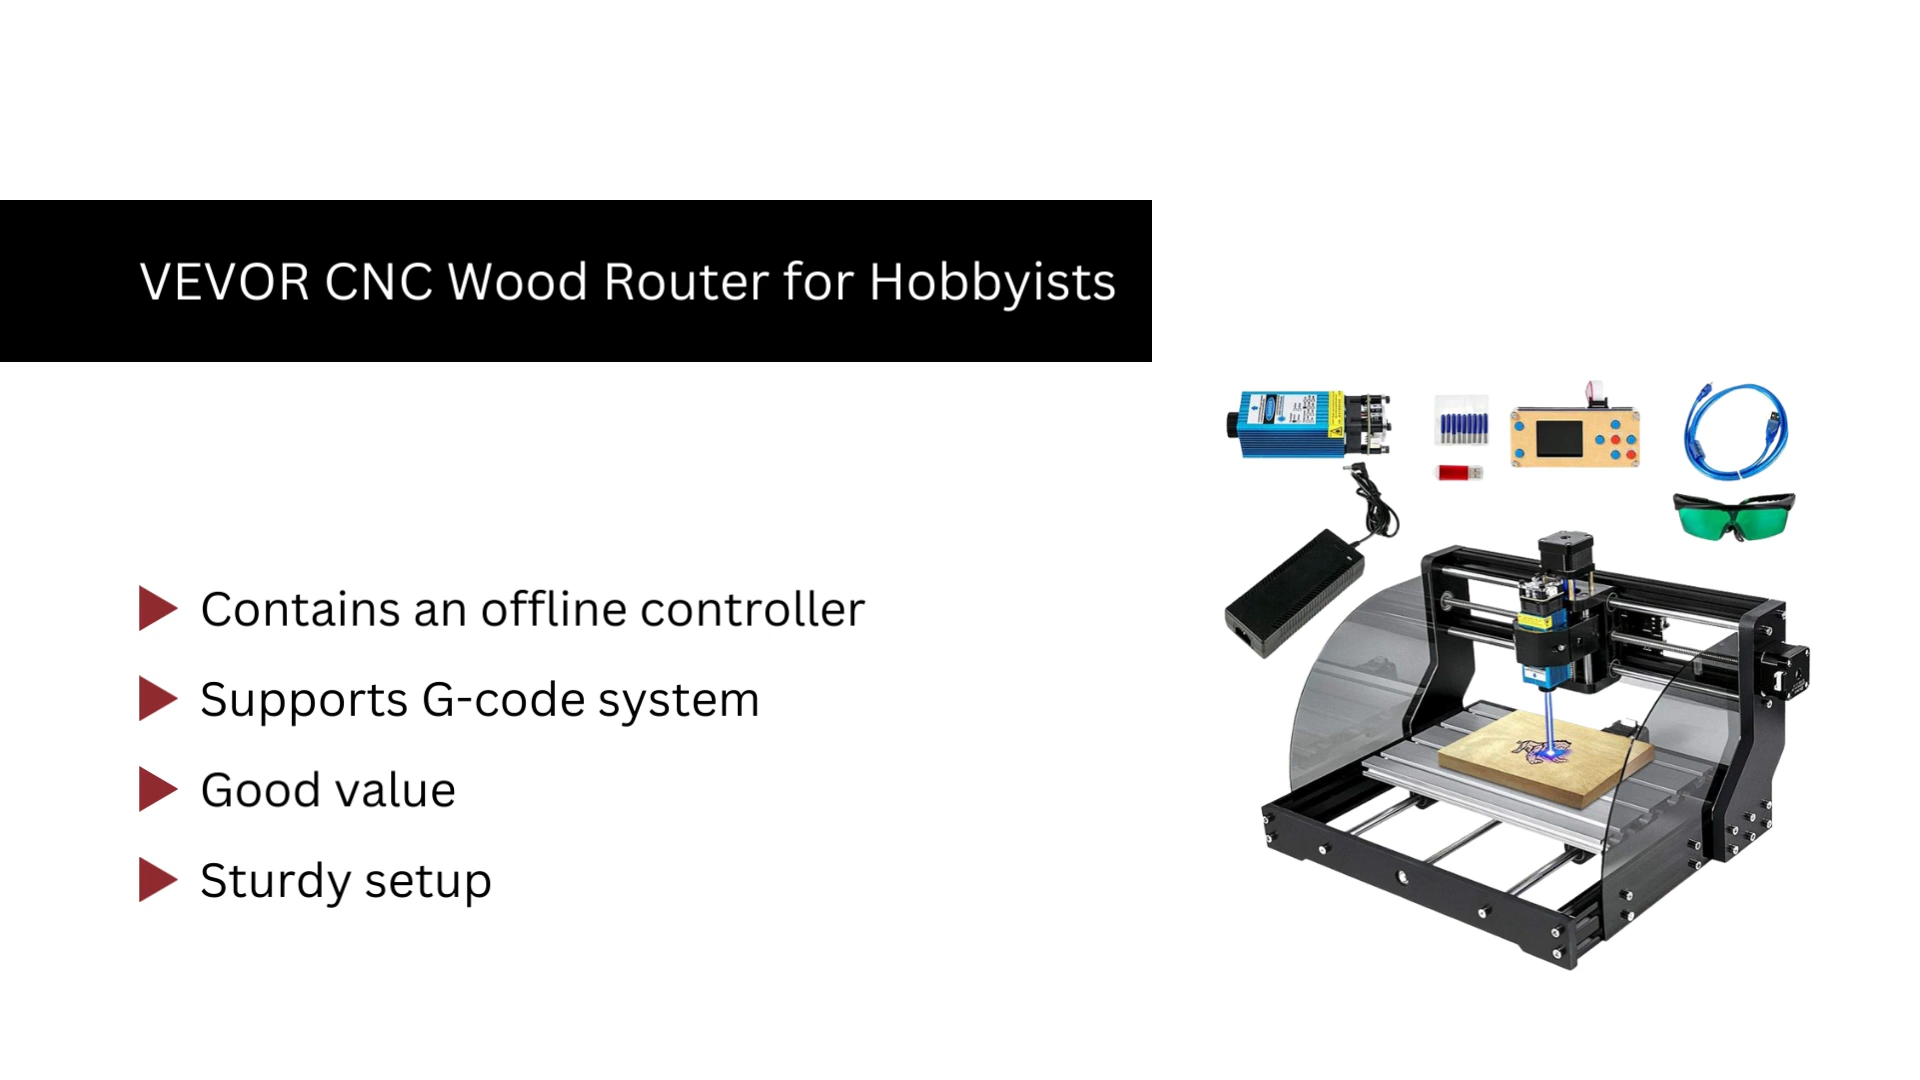 VEVOR CNC Wood Router for Hobbyists
Contains an offline controller
Supports G-code system
Good value
Sturdy setup